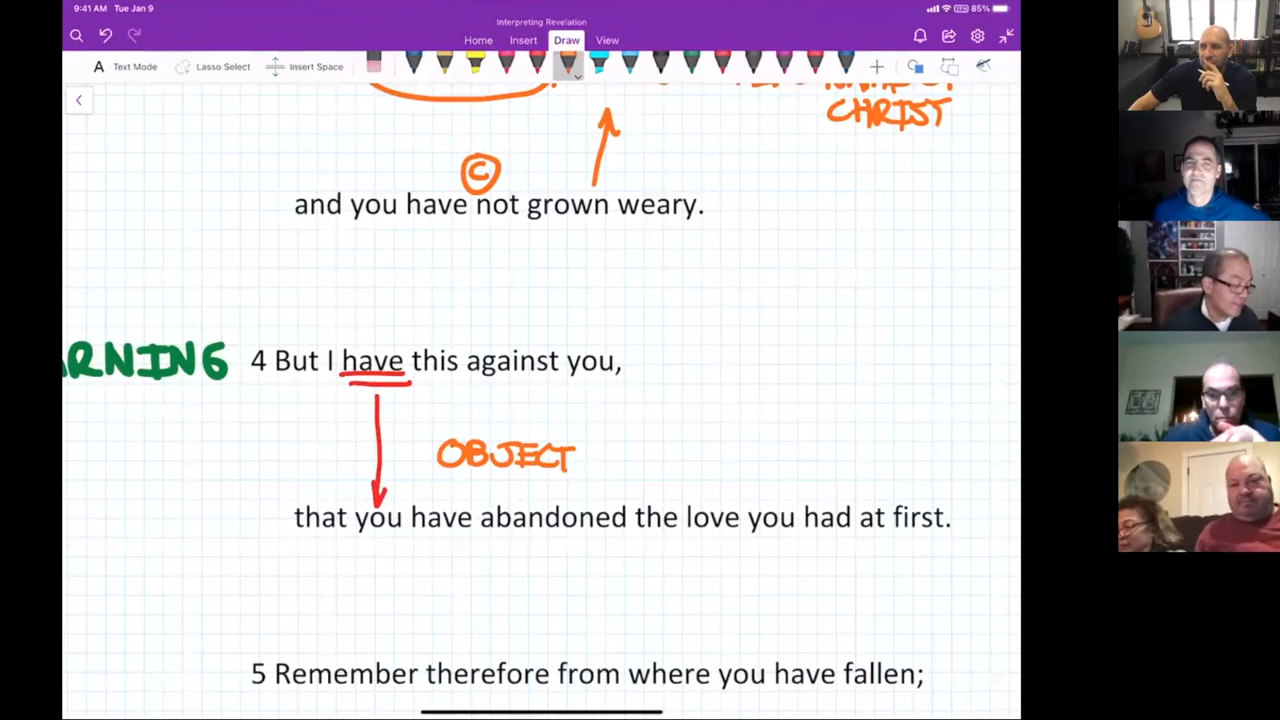 9:41 AM Tue Jan 9
85%
Interpreting Revelation
Home Insert Draw View
Text Mode Lasso Select Insert Space
CHRIST
C
and you have not grown weary.
ARNING 4 But I have this against you,
OBJECT
that you have abandoned the love you had at first.
5 Remember therefore from where you have fallen;